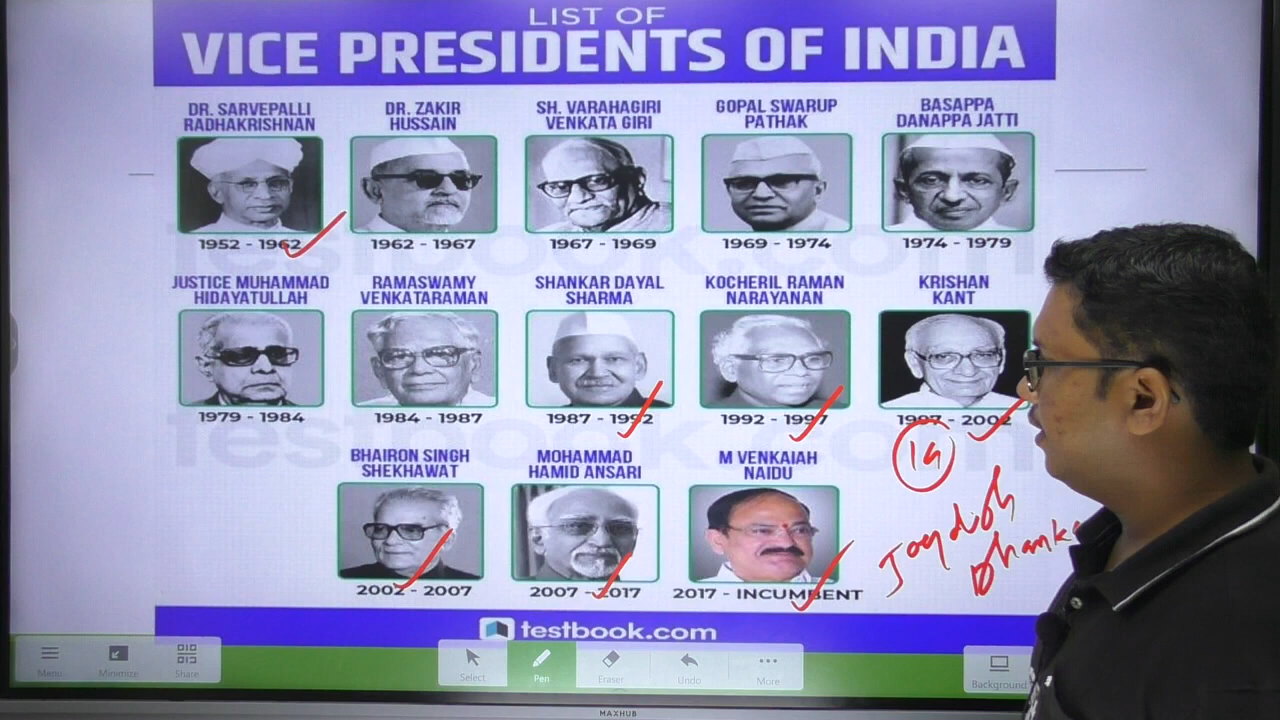 LIST OF
VICE PRESIDENTS OF INDIA
DR. SARVEPALLI
RADHAKRISHNAN
1952 - 1962
DR. ZAKIR
HUSSAIN
1962 - 1967
SH. VARAHAGIRI
VENKATA GIRI
1967 - 1969
GOPAL SWARUP
PATHAK
1969 - 1974
BASAPPA
DANAPPA JATTI
1974 - 1979
JUSTICE MUHAMMAD
HIDAYATULLAH
1979 - 1984
RAMASWAMY
VENKATARAMAN
1984 - 1987
SHANKAR DAYAL
SHARMA
1987 - 1992
KOCHERIL RAMAN
NARAYANAN
1992 - 1997
KRISHAN
KANT
1997 - 2002
BHAIRON SINGH
SHEKHAWAT
2002 - 2007
MOHAMMAD
HAMID ANSARI
2007 - 2017
M VENKAIAH
NAIDU
2017 - INCUMBENT
testbook.com
Menu
Minimize
Share
Select
Pen
Eraser
Undo
More
Background
MAXHUB